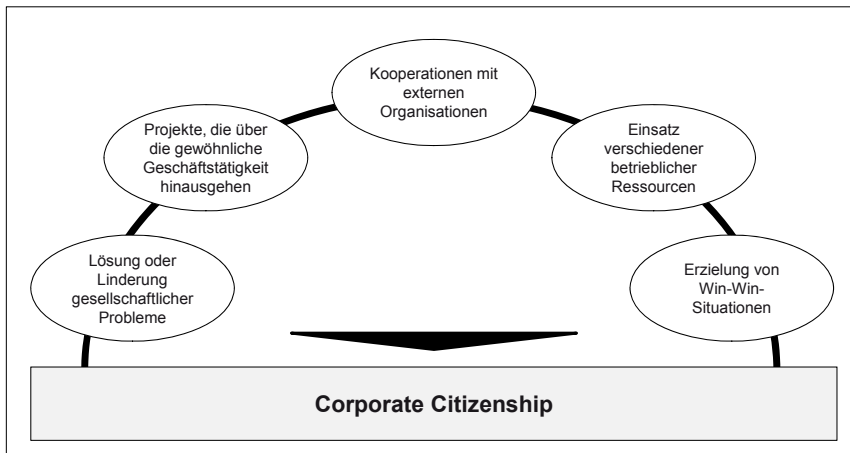 Kooperationen mit
externen
Organisationen
Projekte, die über
die gewöhnliche
Geschäftstätigkeit
hinausgehen
Einsatz
verschiedener
betrieblicher
Ressourcen
Lösung oder
Linderung
gesellschaftlicher
Probleme
Erzielung von
Win-Win-
Situationen
Corporate Citizenship